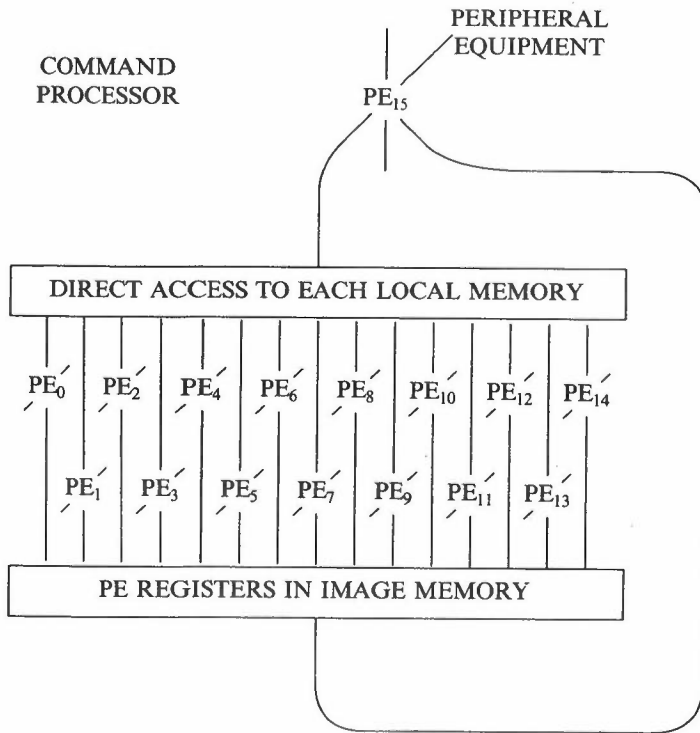 PERIPHERAL
EQUIPMENT
COMMAND
PROCESSOR
PE₁₅
DIRECT ACCESS TO EACH LOCAL MEMORY
PE₀ PE₂ PE₄ PE₆ PE₈ PE₁₀ PE₁₂ PE₁₄
PE₁ PE₃ PE₅ PE₇ PE₉ PE₁₁ PE₁₃
PE REGISTERS IN IMAGE MEMORY